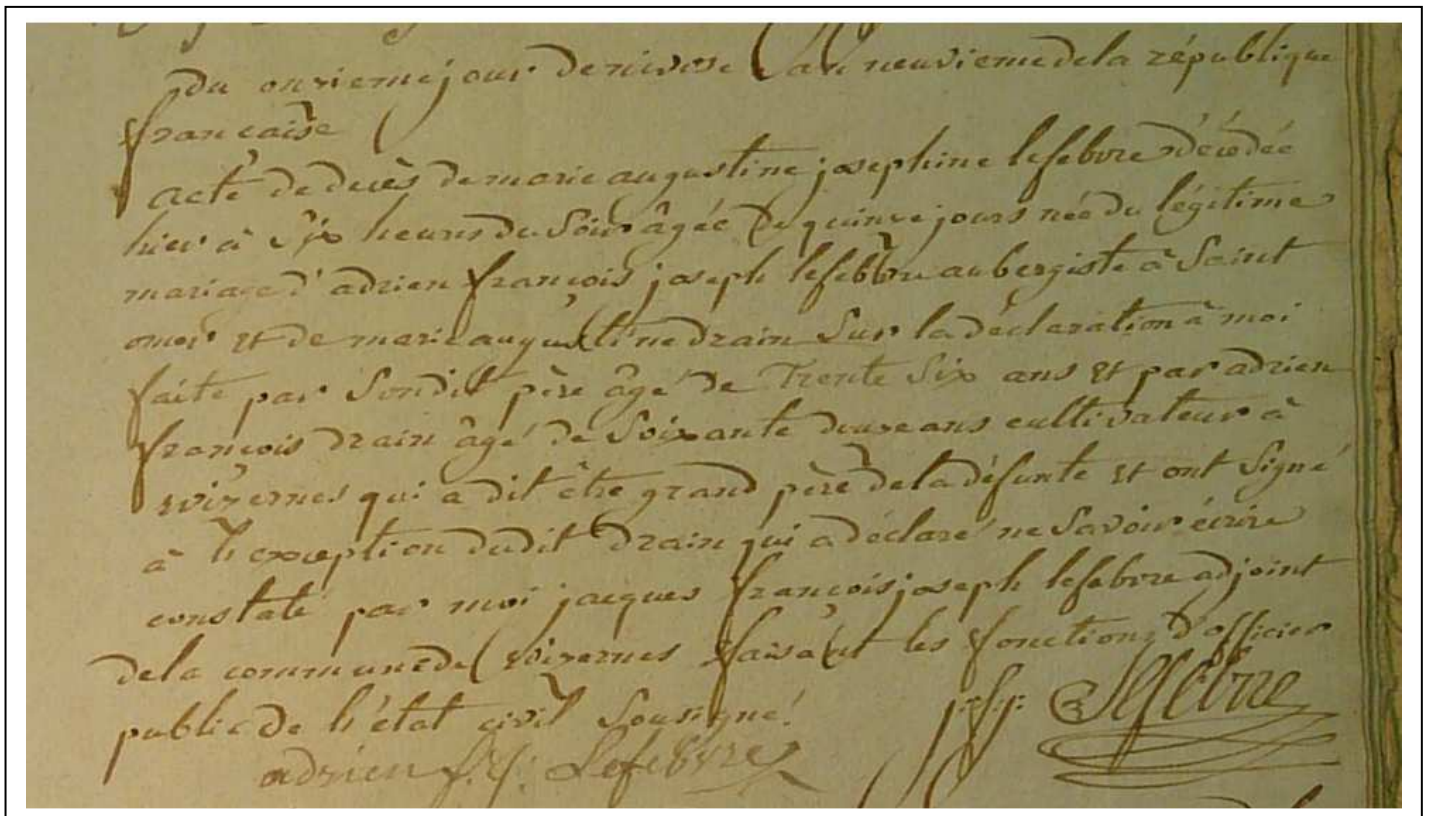 Du onzieme jour de nivose l'an neuvieme de la république
française
acte de decès de marie augustine josephine lefebvre décédée
hier à six heures du soir âgée de quinze jours née du légitime
mariage d'adrien françois joseph lefebvre aubergiste à Saint
omer et de marie augustine drain sur la déclaration à moi
faite par sondit père âgé de Trente six ans et par adrien
françois drain âgé de soixante douze ans cultivateur à
wizernes qui a dit être grand père de la défunte et ont signé
à l'exception dudit drain qui a déclaré ne savoir écrire
constaté par moi jacques françois joseph lefebvre adjoint
de la commune de wizernes faisant les fonctions d'officier
public de l'état civil sousigné.
adrien f. j. Lefebvre j.f.j. Lefebvre